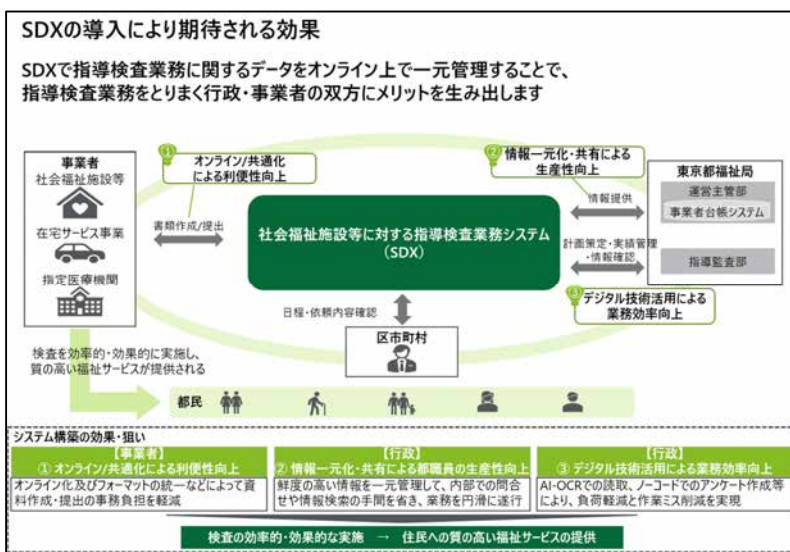 SDXの導入により期待される効果
SDXで指導検査業務に関するデータをオンライン上で一元管理することで、
指導検査業務をとりまく行政・事業者の双方にメリットを生み出します
事業者
社会福祉施設等
在宅サービス事業
指定医療機関
①
オンライン/共通化
による利便性向上
書類作成/提出
社会福祉施設等に対する指導検査業務システム
(SDX)
②
情報一元化・共有による
生産性向上
情報提供
計画策定・実績管理
・情報確認
東京都福祉局
運営主管部
事業者台帳システム
指導監査部
③
デジタル技術活用による
業務効率向上
日程・依頼内容確認
区市町村
検査を効率的・効果的に実施し、
質の高い福祉サービスが提供される
都民
システム構築の効果・狙い
【事業者】
① オンライン/共通化による利便性向上
オンライン化及びフォーマットの統一などによって資
料作成・提出の事務負担を軽減
【行政】
② 情報一元化・共有による都職員の生産性向上
鮮度の高い情報を一元管理して、内部での問合
せや情報検索の手間を省き、業務を円滑に遂行
【行政】
③ デジタル技術活用による業務効率向上
AI-OCRでの読取、ノーコードでのアンケート作成等
により、負荷軽減と作業ミス削減を実現
検査の効率的・効果的な実施 → 住民への質の高い福祉サービスの提供